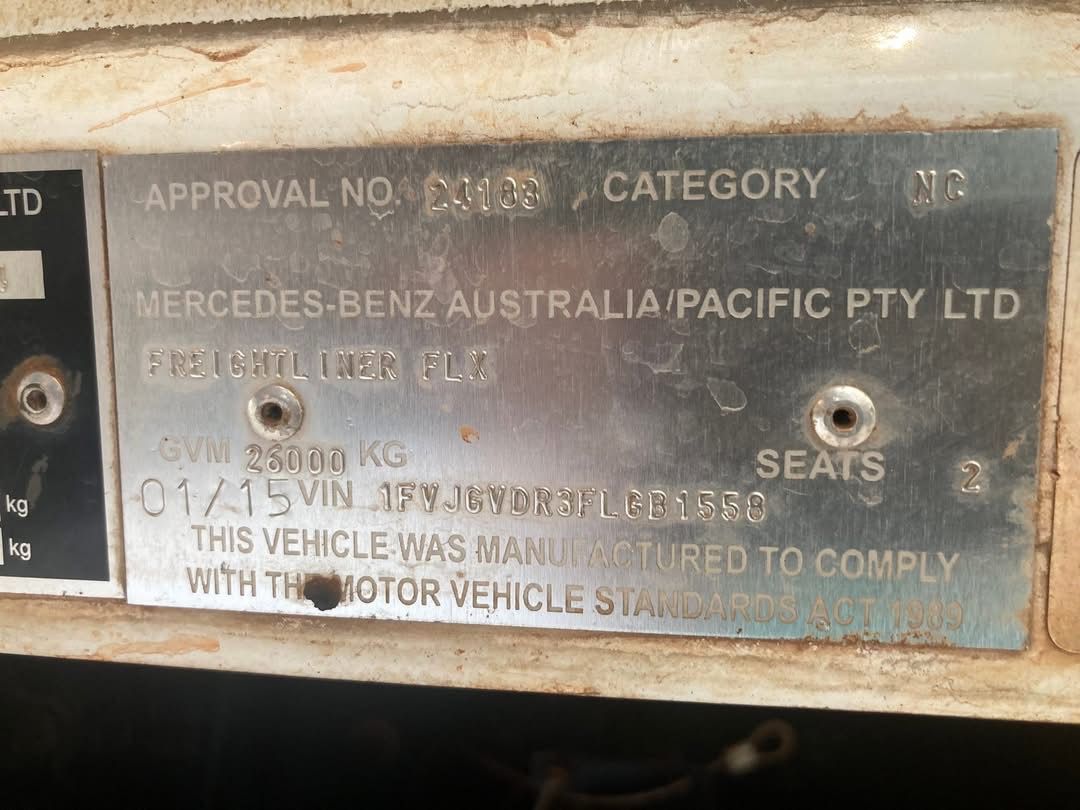 LTD
kg
kg
APPROVAL NO. 24183 CATEGORY NC
MERCEDES-BENZ AUSTRALIA/PACIFIC PTY LTD
FREIGHTLINER FLX
GVM 26000 KG
SEATS 2
01/15 VIN 1FVJGVDR3FLGB1558
THIS VEHICLE WAS MANUFACTURED TO COMPLY
WITH THE MOTOR VEHICLE STANDARDS ACT 1989